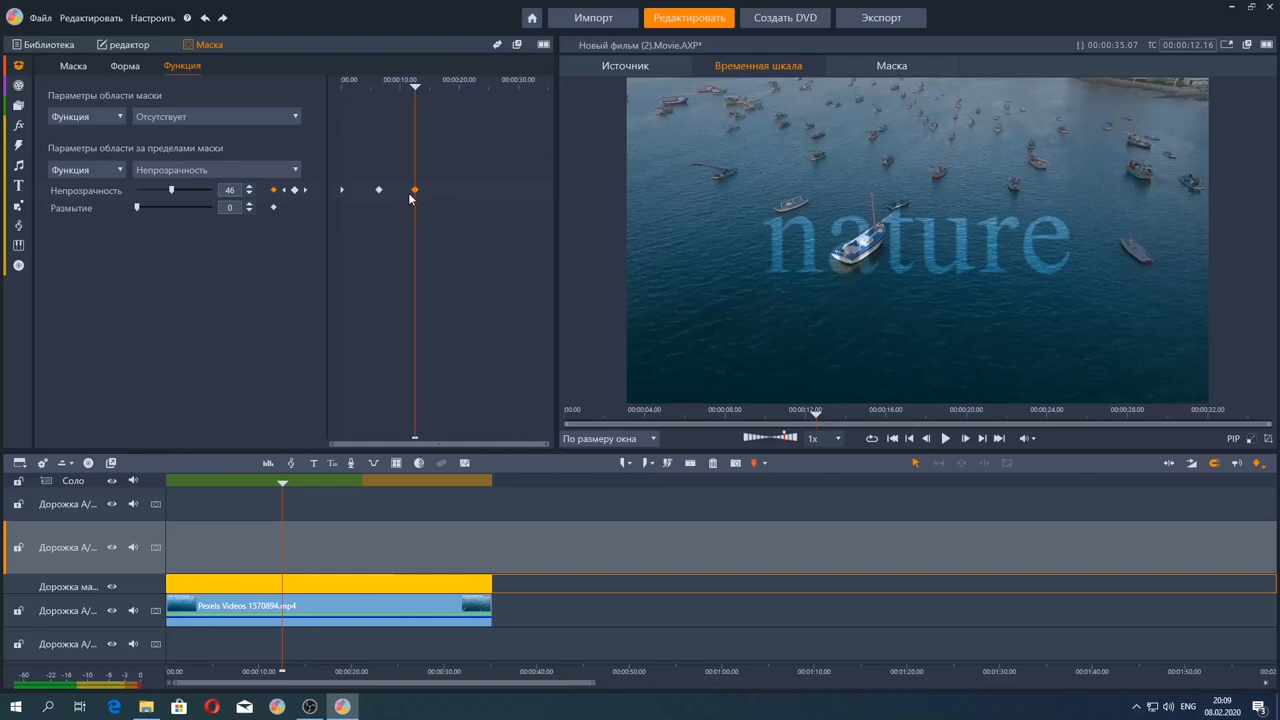 Файл Редактировать Настроить
Импорт Редактировать Создать DVD Экспорт
Библиотека редактор Маска
Новый фильм (2).Movie.AXP*
[ ] 00:00:35.07 TC 00:00:12.16
Маска Форма Функция
Источник Временная шкала Маска
:00.00 00:00:10.00 00:00:20.00 00:00:30.00
Параметры области маски
Функция Отсутствует
Параметры области за пределами маски
Функция Непрозрачность
Непрозрачность 46
Размытие 0
nature
:00.00 00:00:04.00 00:00:08.00 00:00:12.00 00:00:16.00 00:00:20.00 00:00:24.00 00:00:28.00 00:00:32.00
По размеру окна 1x PIP
Соло
Дорожка A/...
Дорожка A/...
Дорожка ма...
Дорожка A/... Pexels Videos 1570894.mp4
Дорожка A/...
-60 -22 -16 -10 -6 -3 0
:00.00 00:00:10.00 00:00:20.00 00:00:30.00 00:00:40.00 00:00:50.00 00:01:00.00 00:01:10.00 00:01:20.00 00:01:30.00 00:01:40.00 00:01:50.00
ENG 20:09
08.02.2020
3